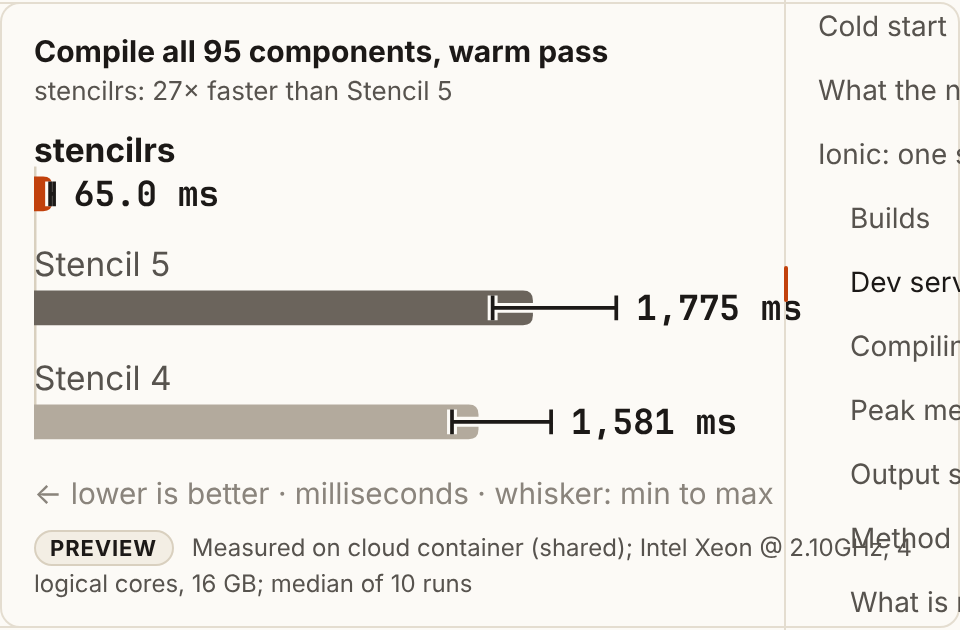 Compile all 95 components, warm pass
stencilrs: 27× faster than Stencil 5
stencilrs
65.0 ms
Stencil 5
1,775 ms
Stencil 4
1,581 ms
← lower is better · milliseconds · whisker: min to max
PREVIEW Measured on cloud container (shared); Intel Xeon @ 2.10GHz, 4
logical cores, 16 GB; median of 10 runs
Cold start
What the
Ionic: one
Builds
Dev
Peak
Output
Method
What is